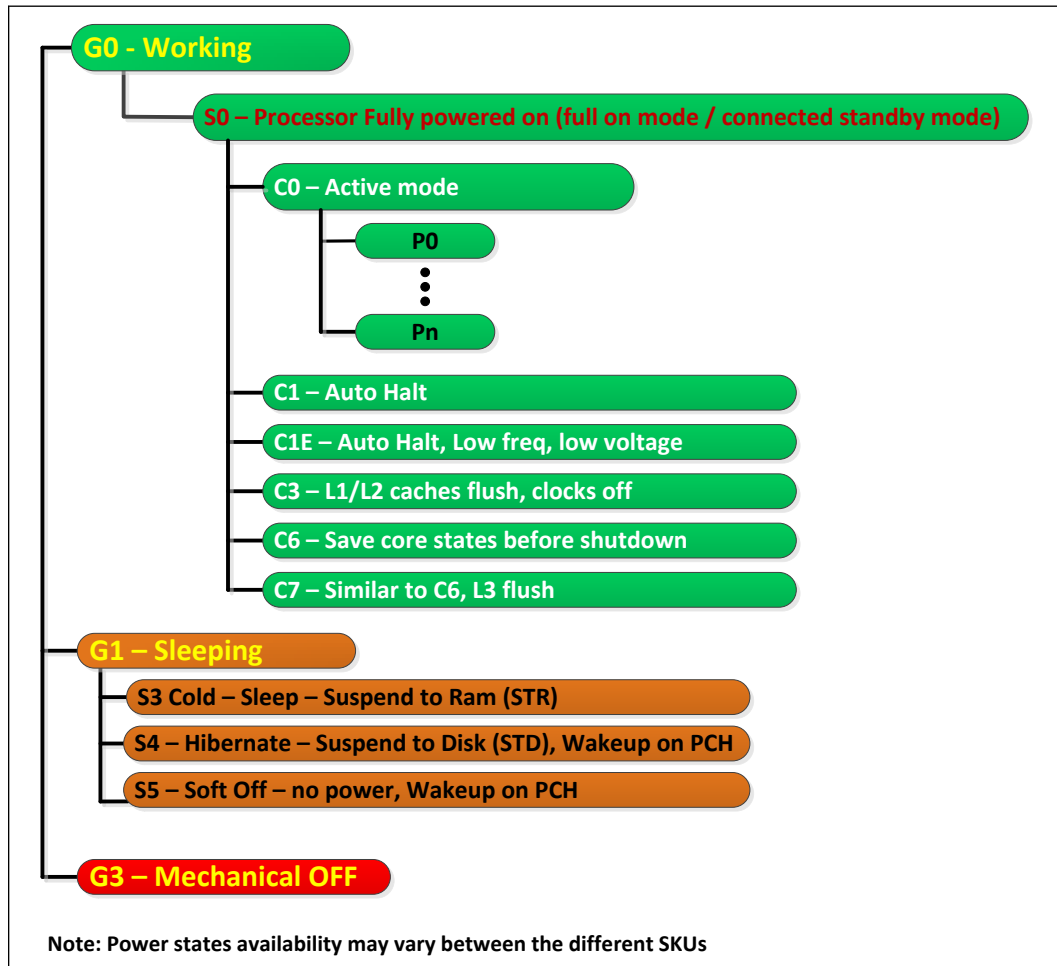 G0 - Working
S0 – Processor Fully powered on (full on mode / connected standby mode)
C0 – Active mode
P0
Pn
C1 – Auto Halt
C1E – Auto Halt, Low freq, low voltage
C3 – L1/L2 caches flush, clocks off
C6 – Save core states before shutdown
C7 – Similar to C6, L3 flush
G1 – Sleeping
S3 Cold – Sleep – Suspend to Ram (STR)
S4 – Hibernate – Suspend to Disk (STD), Wakeup on PCH
S5 – Soft Off – no power, Wakeup on PCH
G3 – Mechanical OFF
Note: Power states availability may vary between the different SKUs